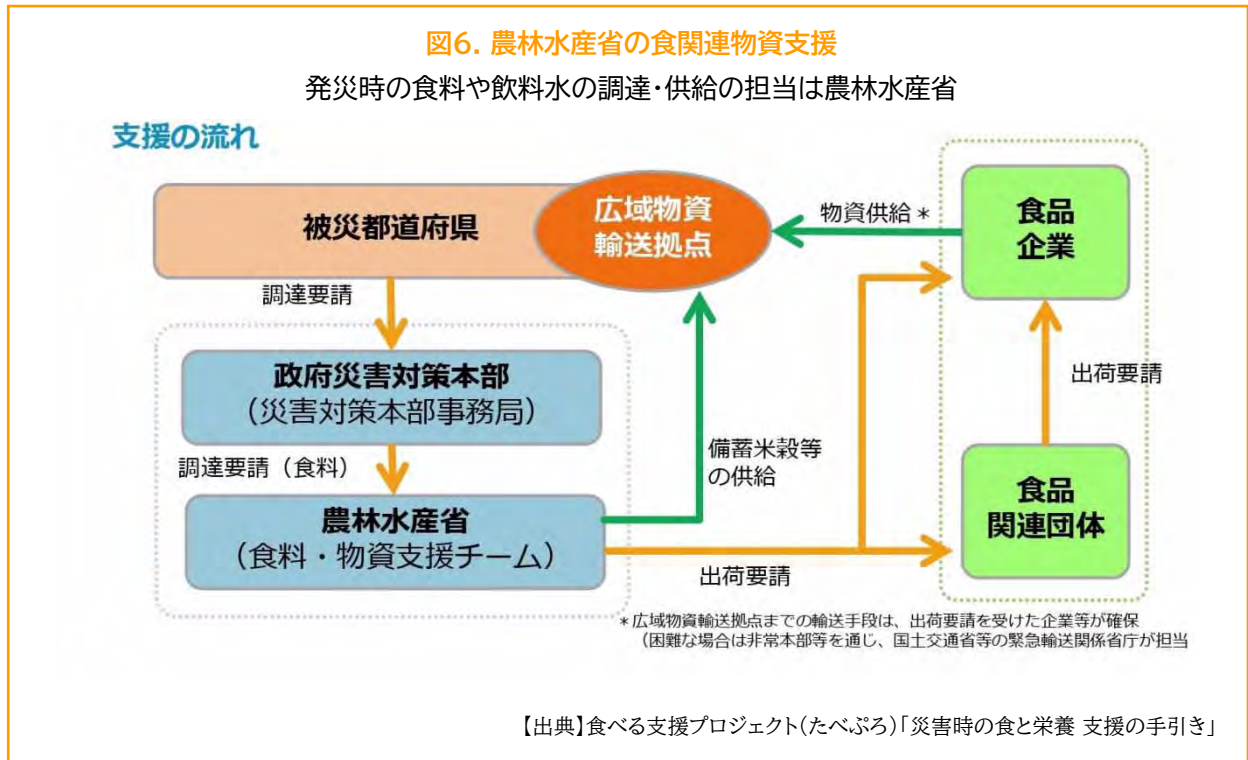 図6. 農林水産省の食関連物資支援
発災時の食料や飲料水の調達・供給の担当は農林水産省
支援の流れ
被災都道府県
広域物資
輸送拠点
物資供給*
食品
企業
調達要請
政府災害対策本部
(災害対策本部事務局)
出荷要請
調達要請(食料)
備蓄米穀等
の供給
農林水産省
(食料・物資支援チーム)
食品
関連団体
出荷要請
*広域物資輸送拠点までの輸送手段は、出荷要請を受けた企業等が確保
(困難な場合は非常本部等を通じ、国土交通省等の緊急輸送関係省庁が担当
【出典】食べる支援プロジェクト(たべぷろ)「災害時の食と栄養 支援の手引き」